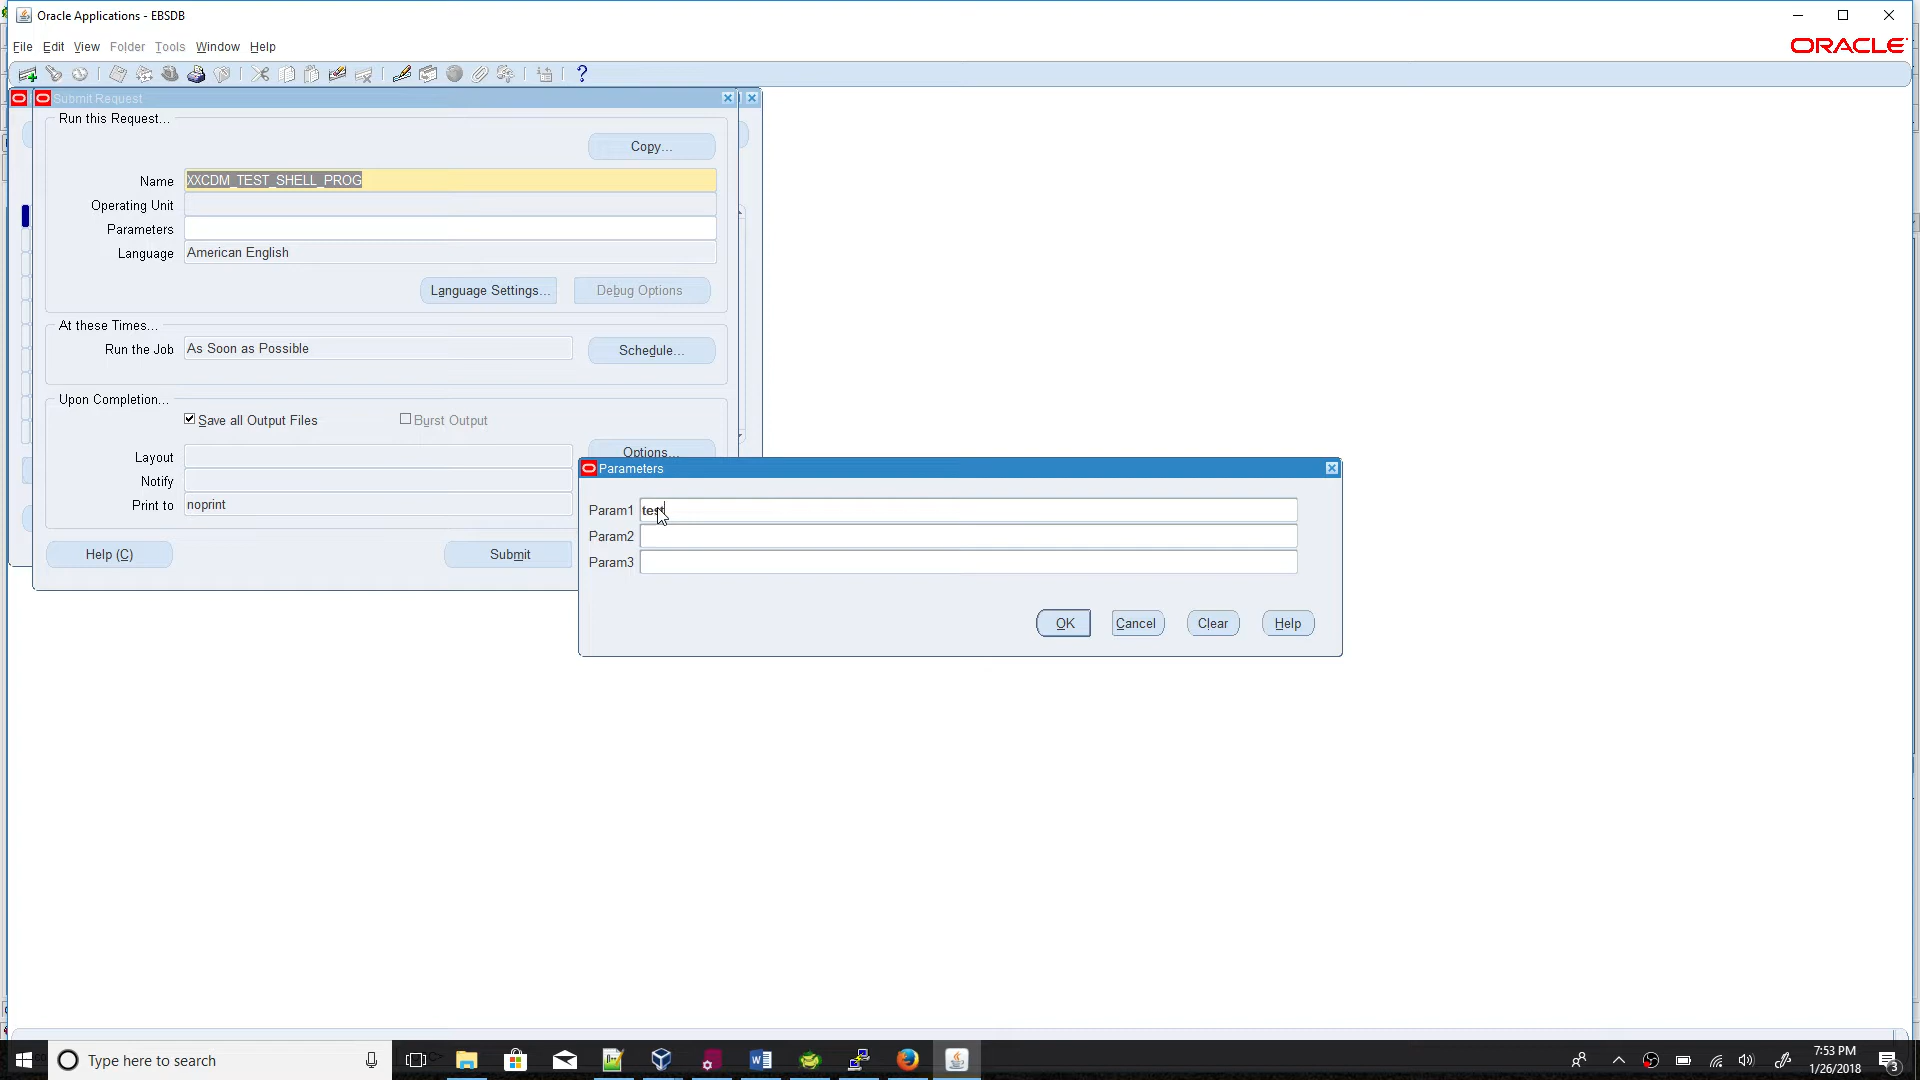 Oracle Applications - EBSDB
File Edit View Folder Tools Window Help
ORACLE
Submit Request
Run this Request...
Copy...
Name XXCDM_TEST_SHELL_PROG
Operating Unit
Parameters
Language American English
Language Settings... Debug Options
At these Times...
Run the Job As Soon as Possible Schedule...
Upon Completion...
Save all Output Files Burst Output
Layout Options...
Notify
Print to noprint
Help (C) Submit
Parameters
Param1 test
Param2
Param3
OK Cancel Clear Help
Type here to search
7:53 PM
1/26/2018
3